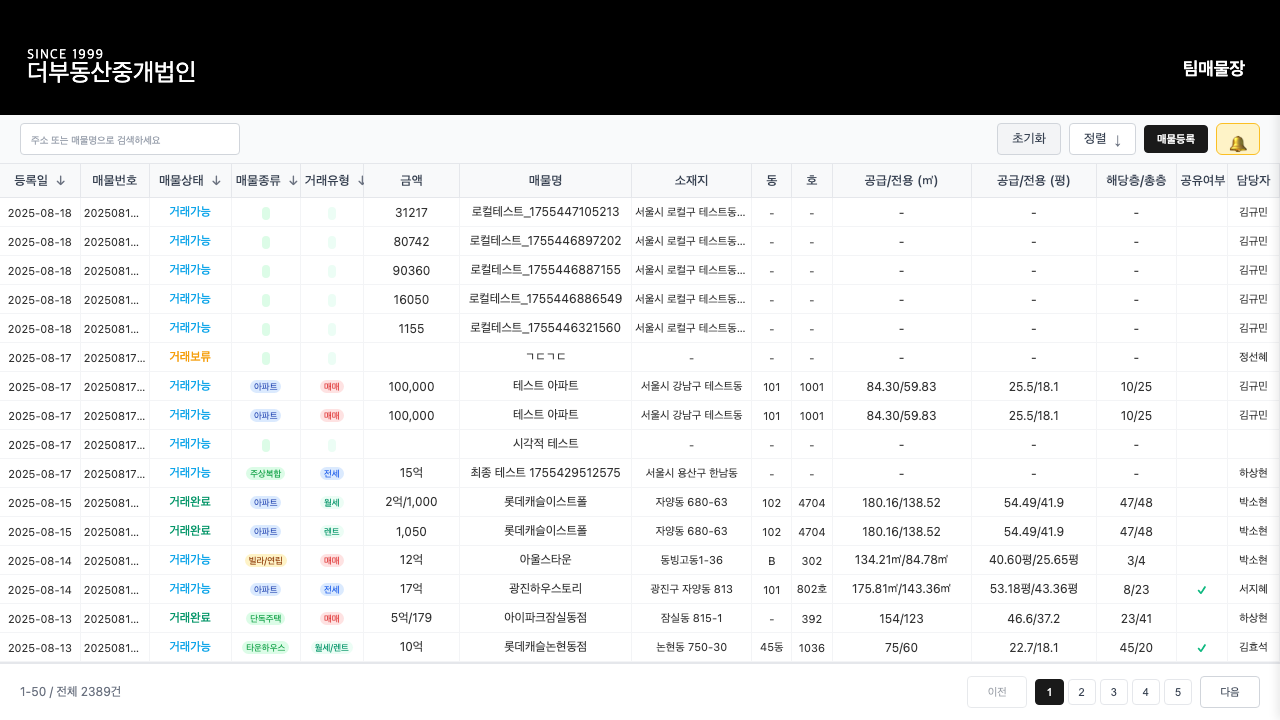 SINCE 1999
더부동산중개법인
팀매물장
주소 또는 매물명으로 검색하세요
초기화 정렬 ↓ 매물등록
등록일 ↓ 매물번호 매물상태 ↓ 매물종류 ↓ 거래유형 ↓ 금액 매물명 소재지 동 호 공급/전용 (㎡) 공급/전용 (평) 해당층/총층 공유여부 담당자
2025-08-18 2025081... 거래가능 31217 로컬테스트_1755447105213 서울시 로컬구 테스트동... - - - - - 김규민
2025-08-18 2025081... 거래가능 80742 로컬테스트_1755446897202 서울시 로컬구 테스트동... - - - - - 김규민
2025-08-18 2025081... 거래가능 90360 로컬테스트_1755446887155 서울시 로컬구 테스트동... - - - - - 김규민
2025-08-18 2025081... 거래가능 16050 로컬테스트_1755446886549 서울시 로컬구 테스트동... - - - - - 김규민
2025-08-18 2025081... 거래가능 1155 로컬테스트_1755446321560 서울시 로컬구 테스트동... - - - - - 김규민
2025-08-17 20250817... 거래보류 ㄱㄷㄱㄷ - - - - - - 정선혜
2025-08-17 2025081... 거래가능 아파트 매매 100,000 테스트 아파트 서울시 강남구 테스트동 101 1001 84.30/59.83 25.5/18.1 10/25 김규민
2025-08-17 2025081... 거래가능 아파트 매매 100,000 테스트 아파트 서울시 강남구 테스트동 101 1001 84.30/59.83 25.5/18.1 10/25 김규민
2025-08-17 20250817... 거래가능 시각적 테스트 - - - - - -
2025-08-17 20250817... 거래가능 주상복합 전세 15억 최종 테스트 1755429512575 서울시 용산구 한남동 - - - - - 하상현
2025-08-15 2025081... 거래완료 아파트 월세 2억/1,000 롯데캐슬이스트폴 자양동 680-63 102 4704 180.16/138.52 54.49/41.9 47/48 박소현
2025-08-15 2025081... 거래완료 아파트 렌트 1,050 롯데캐슬이스트폴 자양동 680-63 102 4704 180.16/138.52 54.49/41.9 47/48 박소현
2025-08-14 2025081... 거래가능 빌라/연립 매매 12억 아울스타운 동빙고동1-36 B 302 134.21㎡/84.78㎡ 40.60평/25.65평 3/4 박소현
2025-08-14 2025081... 거래가능 아파트 전세 17억 광진하우스토리 광진구 자양동 813 101 802호 175.81㎡/143.36㎡ 53.18평/43.36평 8/23 ✓ 서지혜
2025-08-13 2025081... 거래완료 단독주택 매매 5억/179 아이파크잠실동점 잠실동 815-1 - 392 154/123 46.6/37.2 23/41 하상현
2025-08-13 2025081... 거래가능 타운하우스 월세/렌트 10억 롯데캐슬논현동점 논현동 750-30 45동 1036 75/60 22.7/18.1 45/20 ✓ 김효석
1-50 / 전체 2389건
이전 1 2 3 4 5 다음